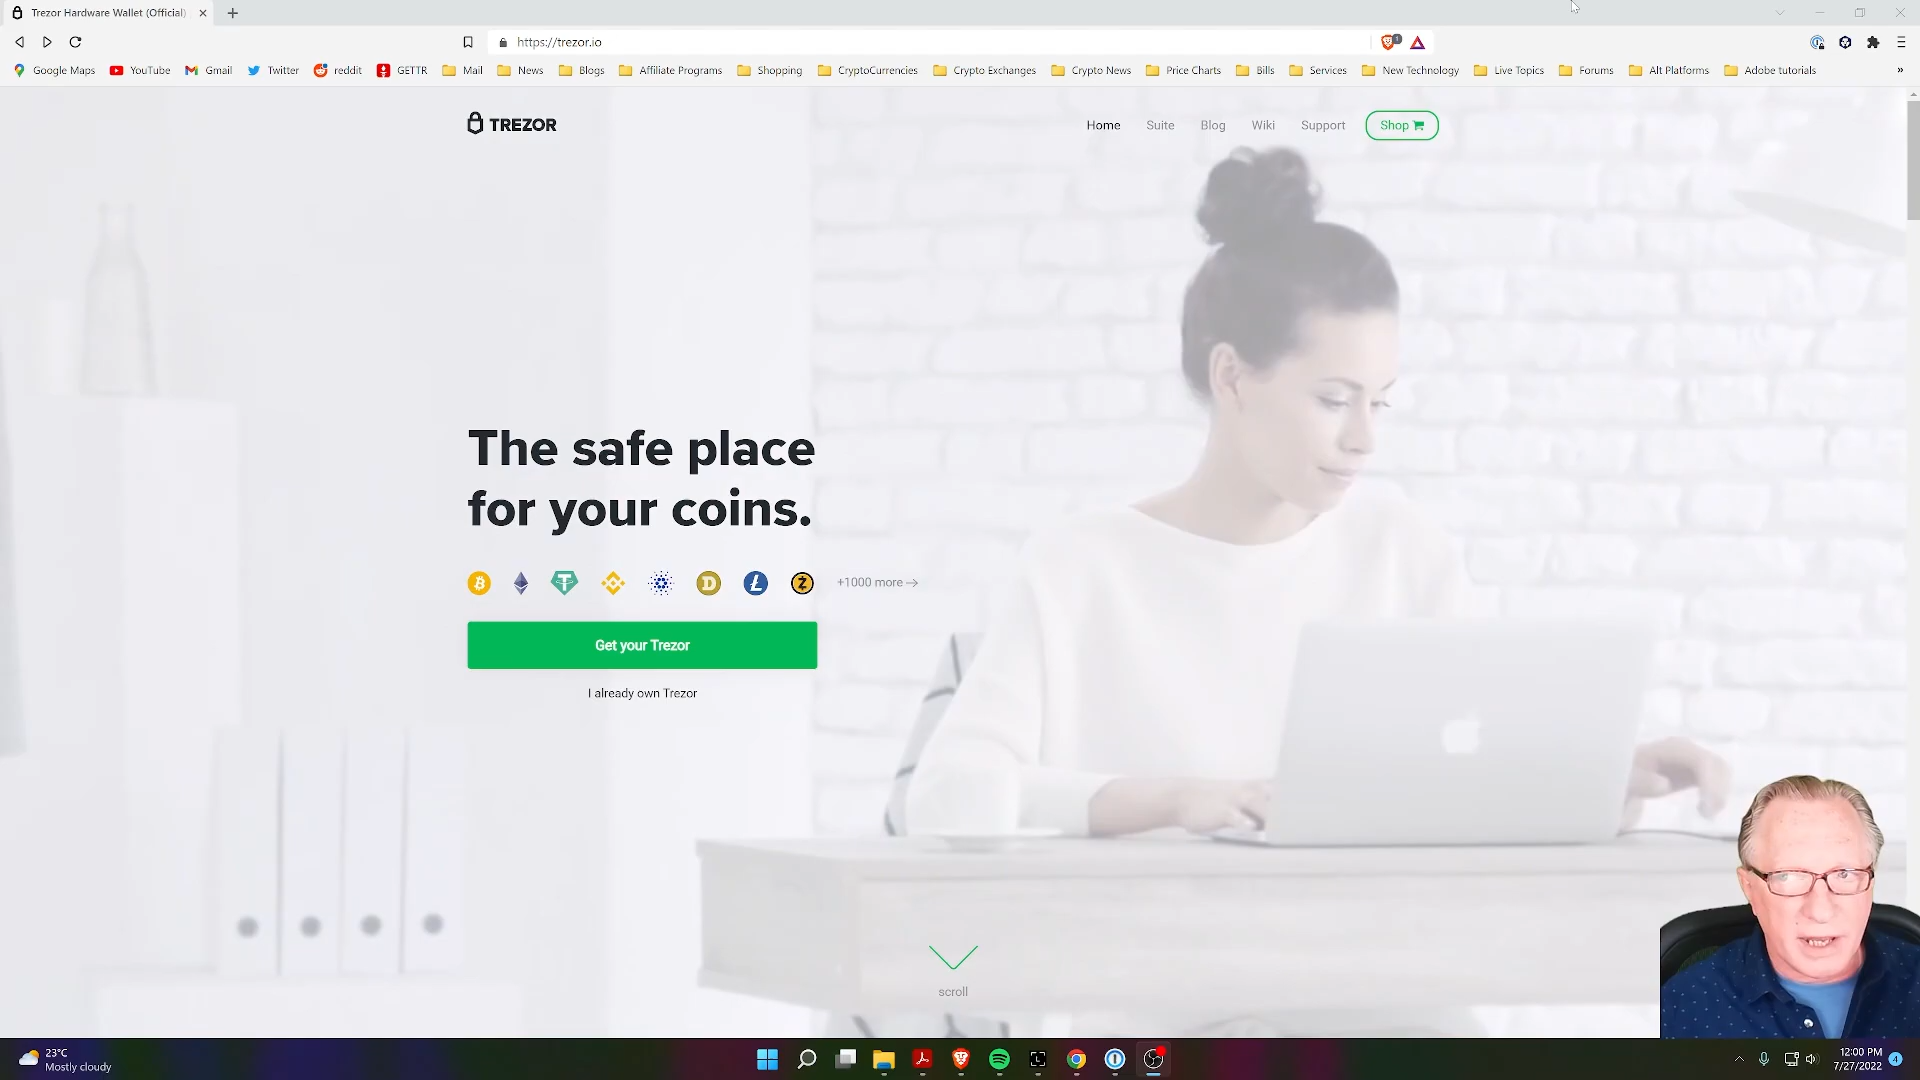 Trezor Hardware Wallet (Official)
https://trezor.io
1
Google Maps
YouTube
Gmail
Twitter
reddit
GETTR
Mail
News
Blogs
Affiliate Programs
Shopping
CryptoCurrencies
Crypto Exchanges
Crypto News
Price Charts
Bills
Services
New Technology
Live Topics
Forums
Alt Platforms
Adobe tutorials
»
TREZOR
Home
Suite
Blog
Wiki
Support
Shop
The safe place
for your coins.
+1000 more →
Get your Trezor
I already own Trezor
scroll
23°C
Mostly cloudy
12:00 PM
7/27/2022
4